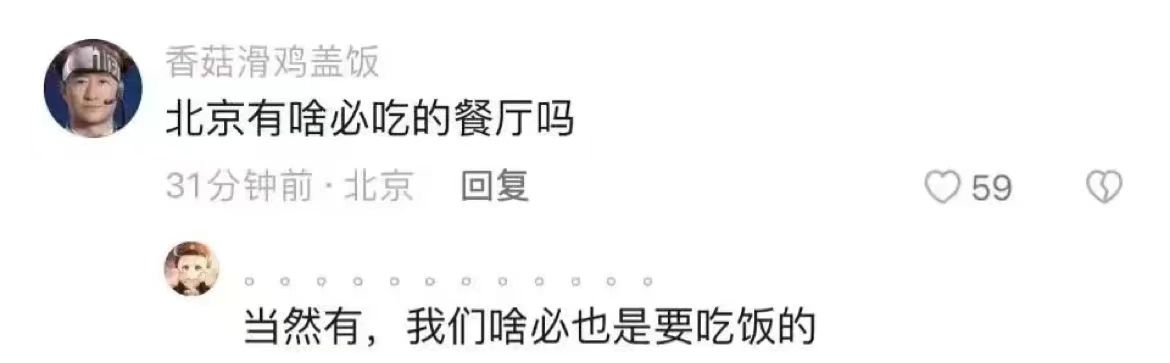 香菇滑鸡盖饭
北京有啥必吃的餐厅吗
31分钟前 · 北京 回复 59
。。。。。。。。。。。。
当然有，我们啥必也是要吃饭的